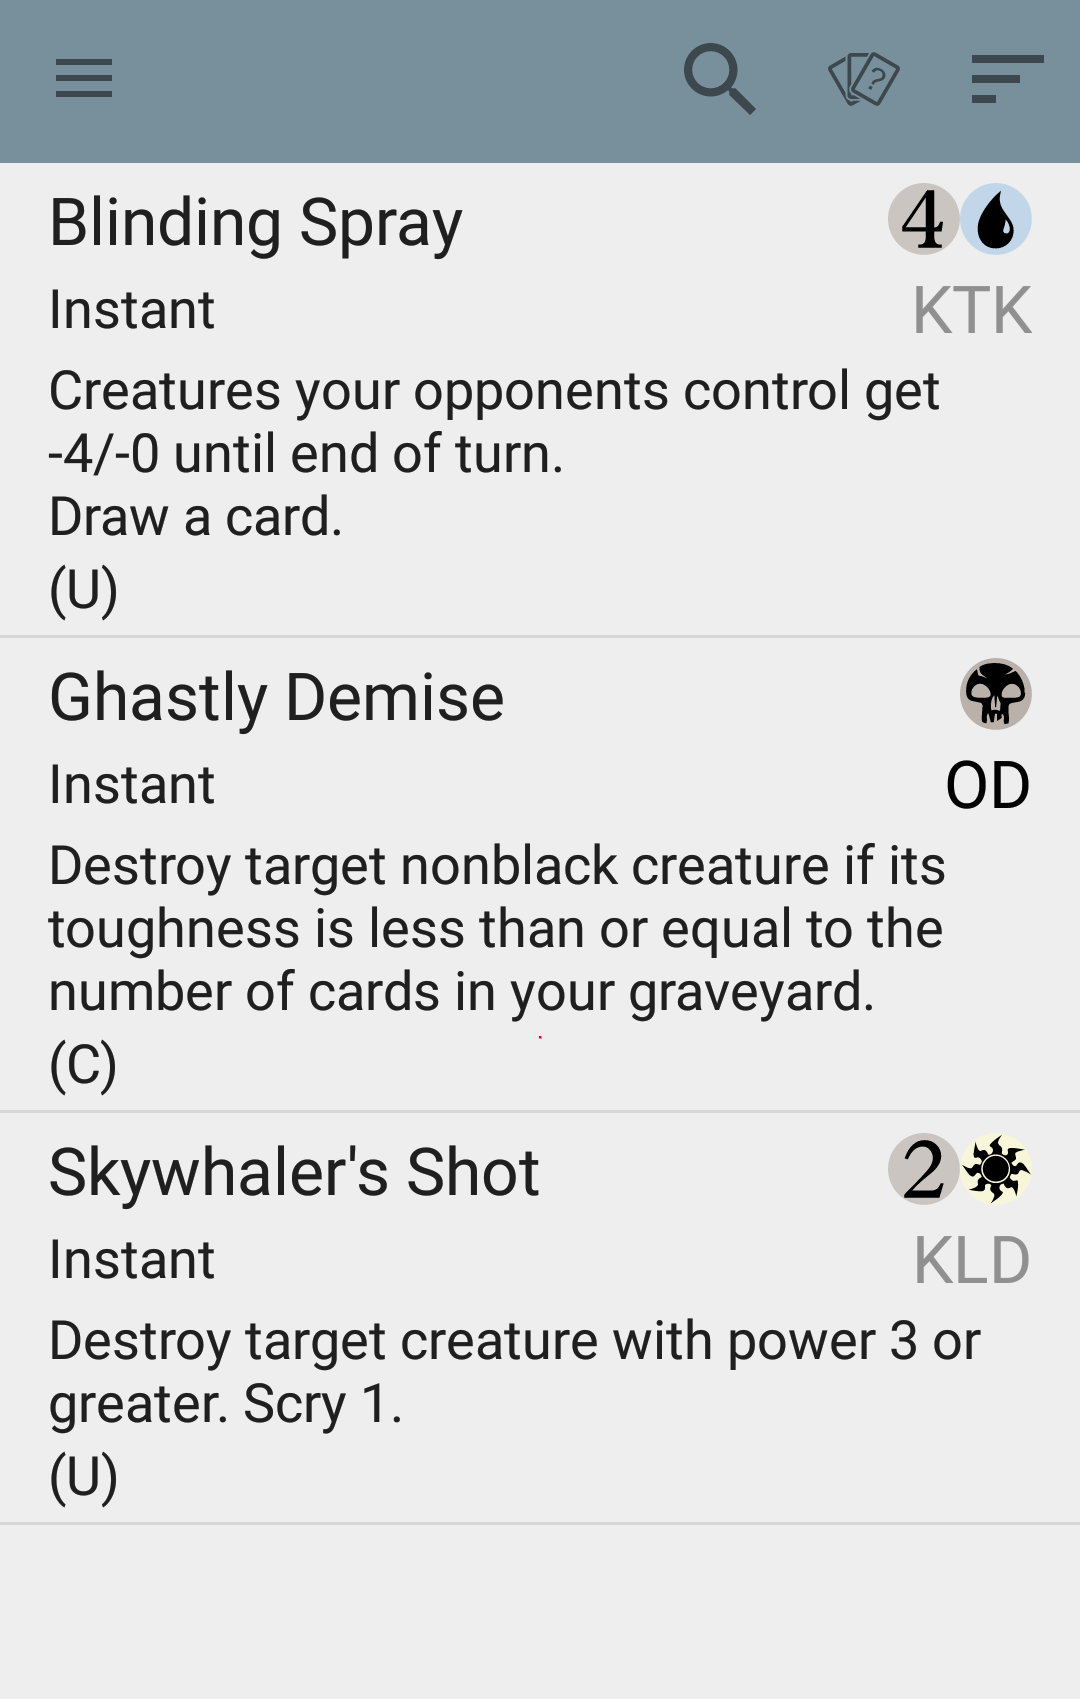 Blinding Spray 4
Instant KTK
Creatures your opponents control get
-4/-0 until end of turn.
Draw a card.
(U)
Ghastly Demise
Instant OD
Destroy target nonblack creature if its
toughness is less than or equal to the
number of cards in your graveyard.
(C)
Skywhaler's Shot 2
Instant KLD
Destroy target creature with power 3 or
greater. Scry 1.
(U)